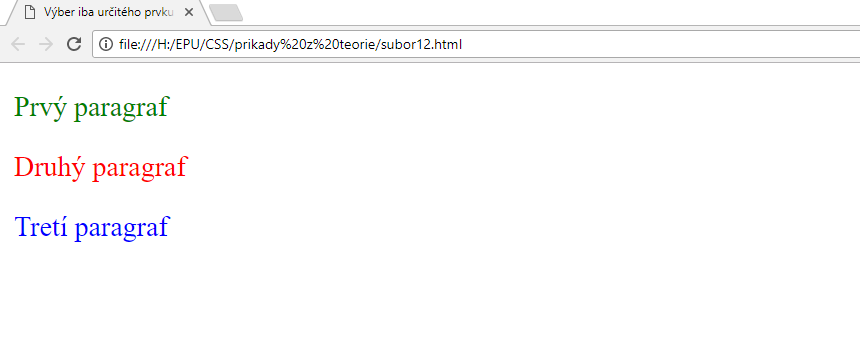 Výber iba určitého prvku
file:///H:/EPU/CSS/prikady%20z%20teorie/subor12.html
Prvý paragraf
Druhý paragraf
Tretí paragraf